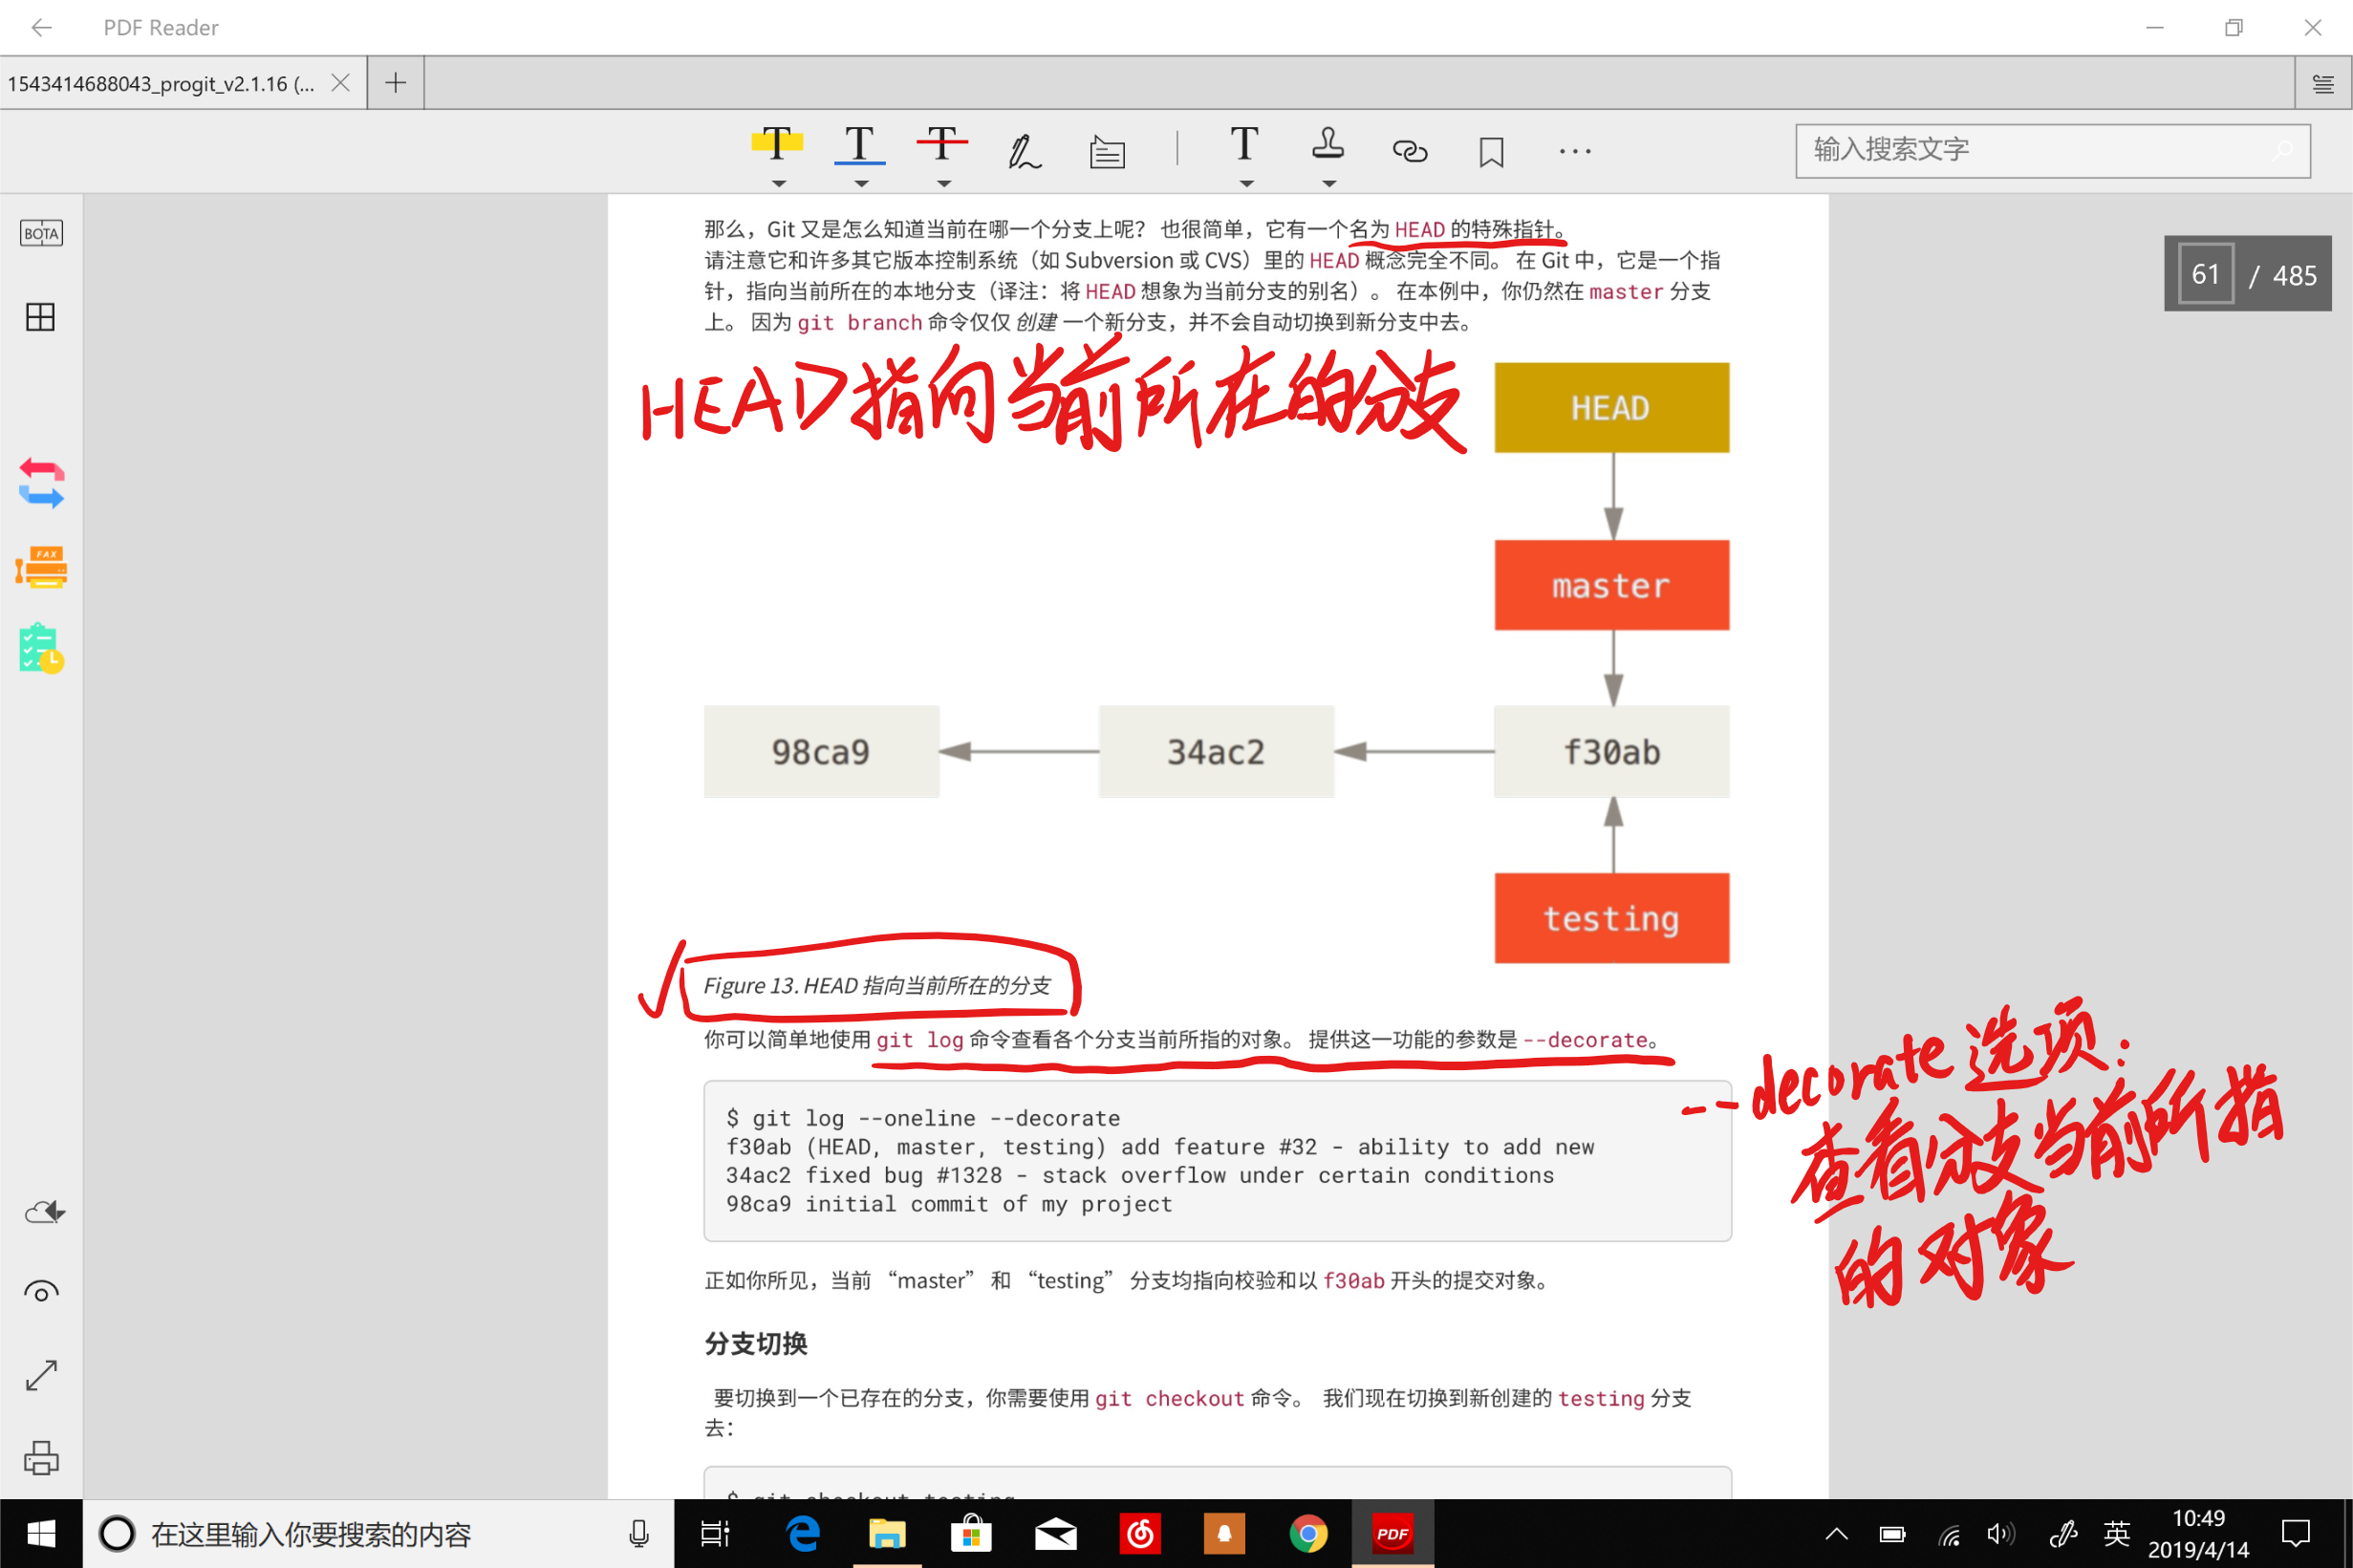 PDF Reader
1543414688043_progit_v2.1.16 (...
输入搜索文字
BOTA
61 / 485
FAX
那么，Git 又是怎么知道当前在哪一个分支上呢？ 也很简单，它有一个名为 HEAD 的特殊指针。
请注意它和许多其它版本控制系统（如 Subversion 或 CVS）里的 HEAD 概念完全不同。 在 Git 中，它是一个指
针，指向当前所在的本地分支（译注：将 HEAD 想象为当前分支的别名）。 在本例中，你仍然在 master 分支
上。 因为 git branch 命令仅仅 创建 一个新分支，并不会自动切换到新分支中去。
HEAD指向当前所在的分支
HEAD
master
98ca9
34ac2
f30ab
testing
Figure 13. HEAD 指向当前所在的分支
你可以简单地使用 git log 命令查看各个分支当前所指的对象。 提供这一功能的参数是 --decorate。
--decorate选项：
查看分支当前所指
的对象
$ git log --oneline --decorate
f30ab (HEAD, master, testing) add feature #32 - ability to add new
34ac2 fixed bug #1328 - stack overflow under certain conditions
98ca9 initial commit of my project
正如你所见，当前 “master” 和 “testing” 分支均指向校验和以 f30ab 开头的提交对象。
分支切换
要切换到一个已存在的分支，你需要使用 git checkout 命令。 我们现在切换到新创建的 testing 分支
去：
$ git checkout testing
在这里输入你要搜索的内容
PDF
英
10:49
2019/4/14